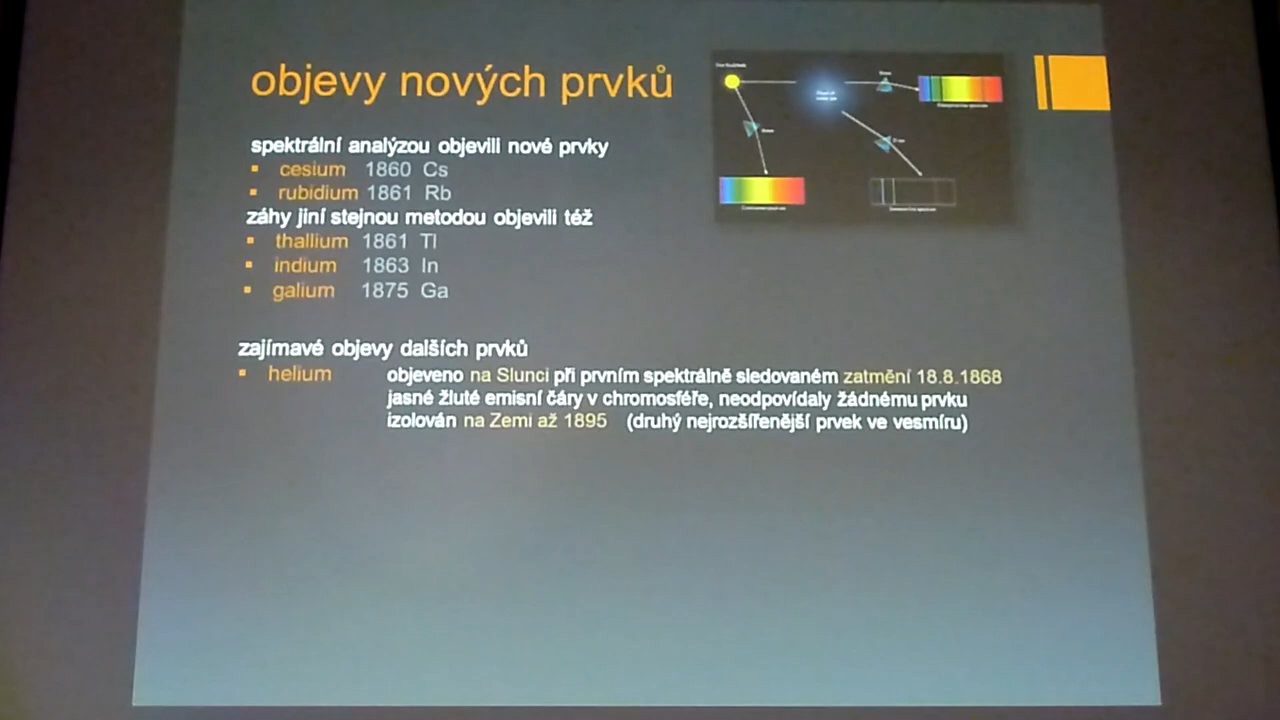 objevy nových prvků
spektrální analýzou objevili nové prvky
▪ cesium 1860 Cs
▪ rubidium 1861 Rb
záhy jiní stejnou metodou objevili též
▪ thallium 1861 Tl
▪ indium 1863 In
▪ galium 1875 Ga
zajímavé objevy dalších prvků
▪ helium objeveno na Slunci při prvním spektrálně sledovaném zatmění 18.8.1868
jasné žluté emisní čáry v chromosféře, neodpovídaly žádnému prvku
izolován na Zemi až 1895 (druhý nejrozšířenější prvek ve vesmíru)